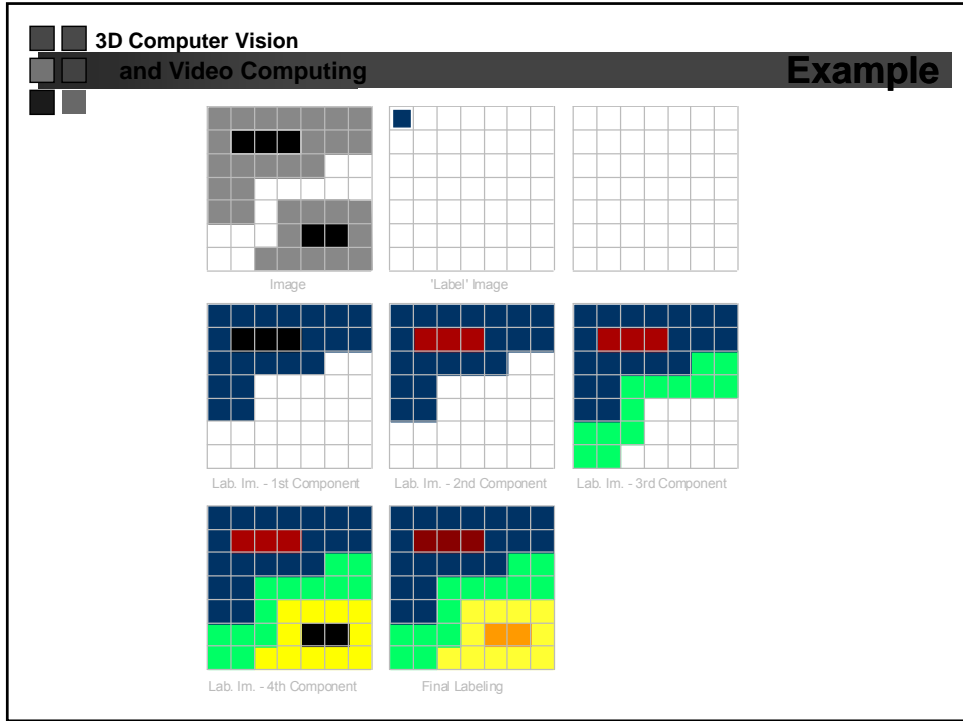 3D Computer Vision
and Video Computing
Example
Image
'Label' Image
Lab. Im. - 1st Component
Lab. Im. - 2nd Component
Lab. Im. - 3rd Component
Lab. Im. - 4th Component
Final Labeling